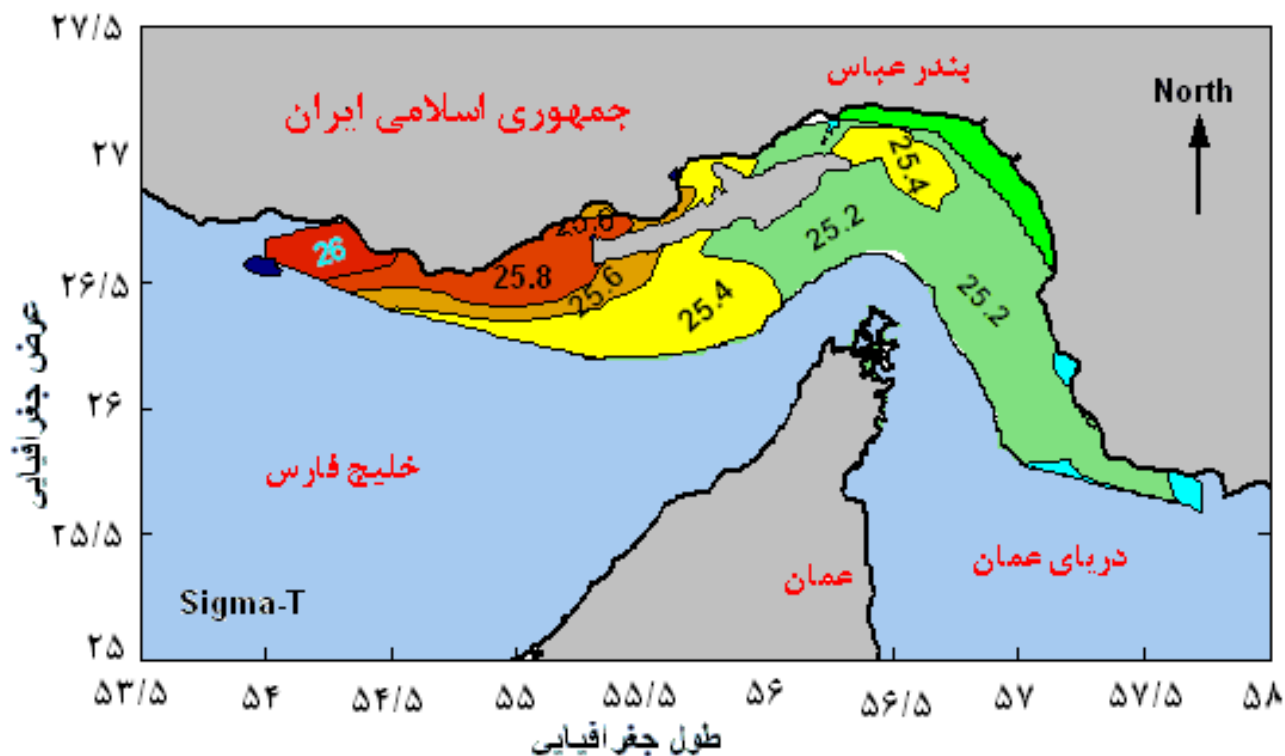 ۲۷/۵
بندر عباس
North
جمهوری اسلامی ایران
۲۷
25.4
25.2
25.6
26
25.8
25.6
25.4
25.2
۲۶/۵
عرض جغرافیایی
۲۶
خلیج فارس
۲۵/۵
دریای عمان
عمان
Sigma-T
۲۵
۵۳/۵ ۵۴ ۵۴/۵ ۵۵ ۵۵/۵ ۵۶ ۵۶/۵ ۵۷ ۵۷/۵ ۵۸
طول جغرافیایی